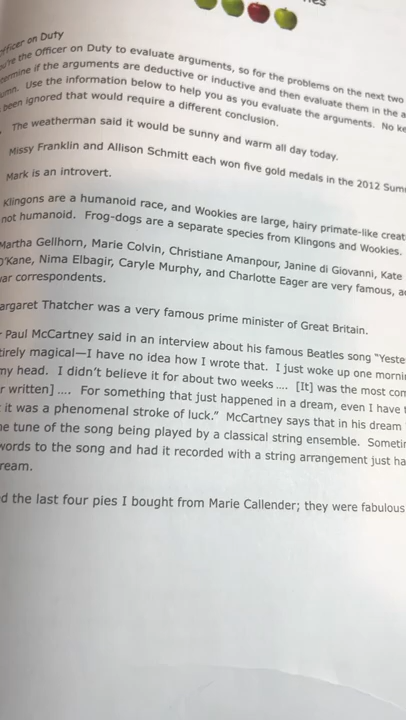 Officer on Duty
you're the Officer on Duty to evaluate arguments, so for the problems on the next two
determine if the arguments are deductive or inductive and then evaluate them in the a
umn. Use the information below to help you as you evaluate the arguments. No ke
been ignored that would require a different conclusion.
The weatherman said it would be sunny and warm all day today.
Missy Franklin and Allison Schmitt each won five gold medals in the 2012 Sum
Mark is an introvert.
Klingons are a humanoid race, and Wookies are large, hairy primate-like creat
not humanoid. Frog-dogs are a separate species from Klingons and Wookies.
Martha Gellhorn, Marie Colvin, Christiane Amanpour, Janine di Giovanni, Kate
O'Kane, Nima Elbagir, Caryle Murphy, and Charlotte Eager are very famous, a
war correspondents.
argaret Thatcher was a very famous prime minister of Great Britain.
Paul McCartney said in an interview about his famous Beatles song "Yeste
tirely magical—I have no idea how I wrote that. I just woke up one mornin
my head. I didn't believe it for about two weeks .... [It] was the most com
r written] .... For something that just happened in a dream, even I have t
it was a phenomenal stroke of luck." McCartney says that in his dream
he tune of the song being played by a classical string ensemble. Sometim
words to the song and had it recorded with a string arrangement just ha
ream.
d the last four pies I bought from Marie Callender; they were fabulous